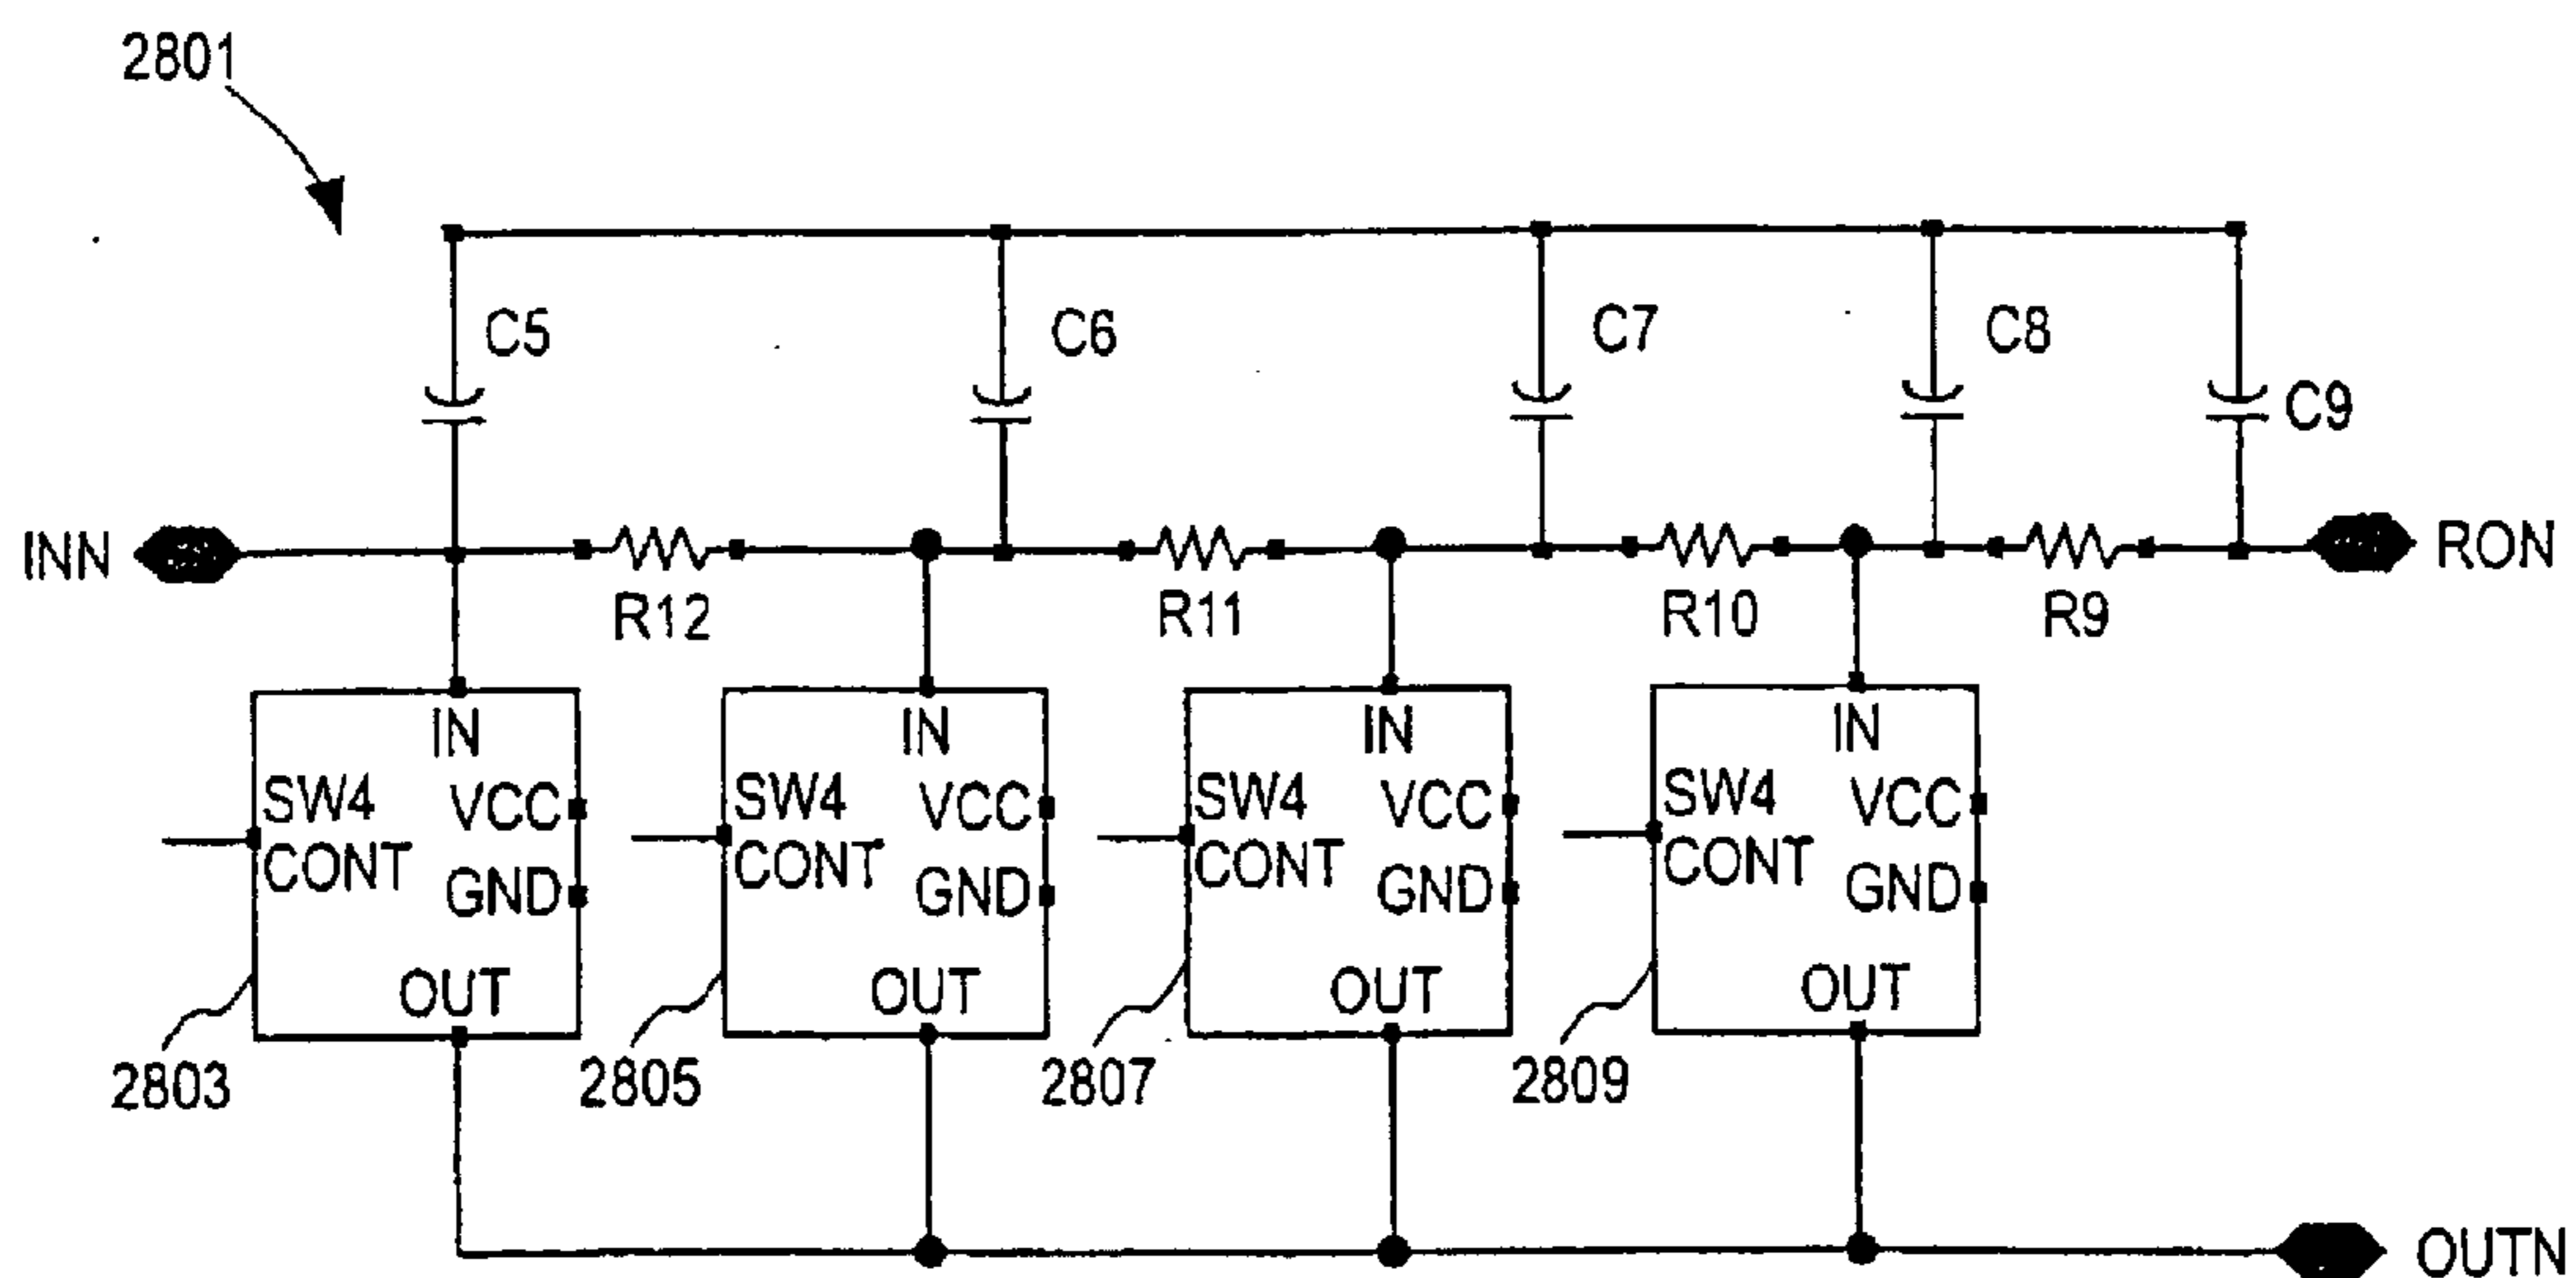 2801
C5
C6
C7
C8
C9
INN
RON
R12
R11
R10
R9
IN
SW4
CONT
VCC
GND
OUT
2803
IN
SW4
CONT
VCC
GND
OUT
2805
IN
SW4
CONT
VCC
GND
OUT
2807
IN
SW4
CONT
VCC
GND
OUT
2809
OUTN